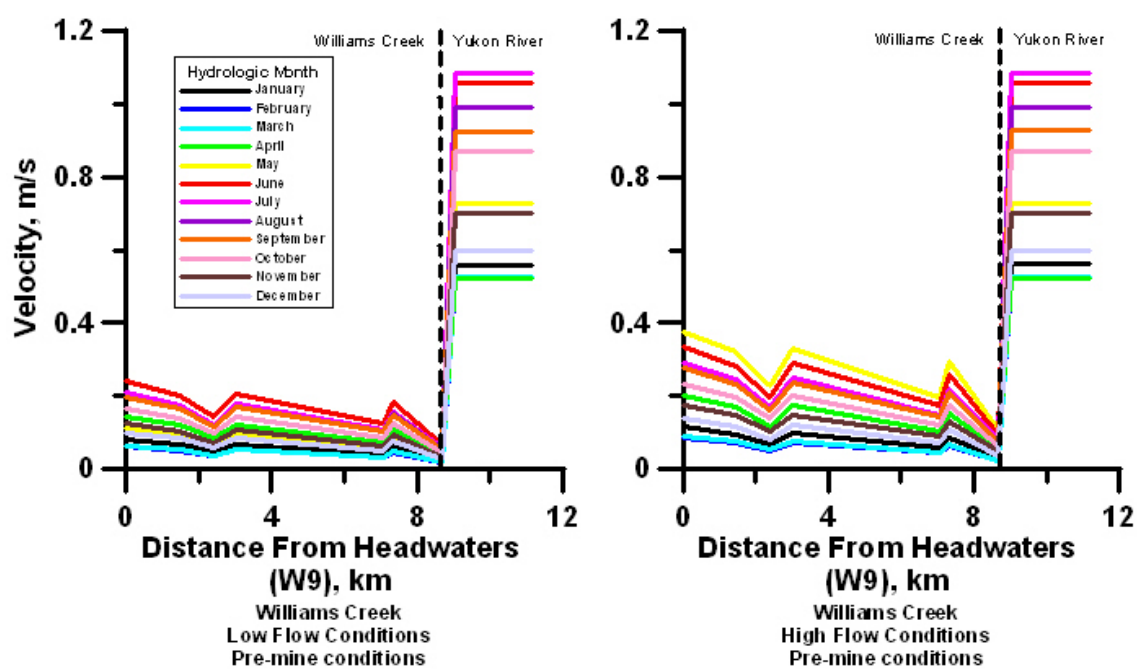 1.2
Williams Creek
Yukon River
Hydrologic Month
January
February
March
April
May
June
July
August
September
October
November
December
0.8
0.4
0
Velocity, m/s
0
4
8
12
Distance From Headwaters
(W9), km
Williams Creek
Low Flow Conditions
Pre-mine conditions
1.2
Williams Creek
Yukon River
0.8
0.4
0
0
4
8
12
Distance From Headwaters
(W9), km
Williams Creek
High Flow Conditions
Pre-mine conditions